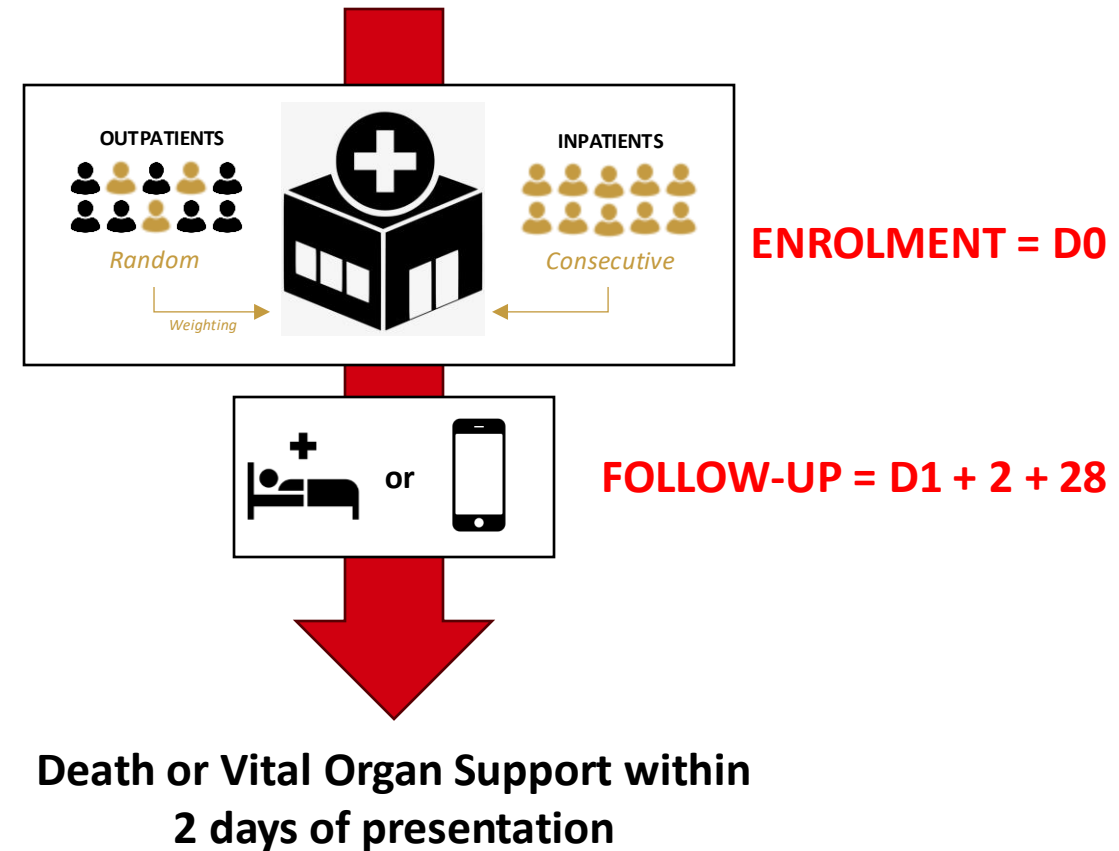 OUTPATIENTS
INPATIENTS
Random
Consecutive
Weighting
ENROLMENT = D0
or
FOLLOW-UP = D1 + 2 + 28
Death or Vital Organ Support within
2 days of presentation